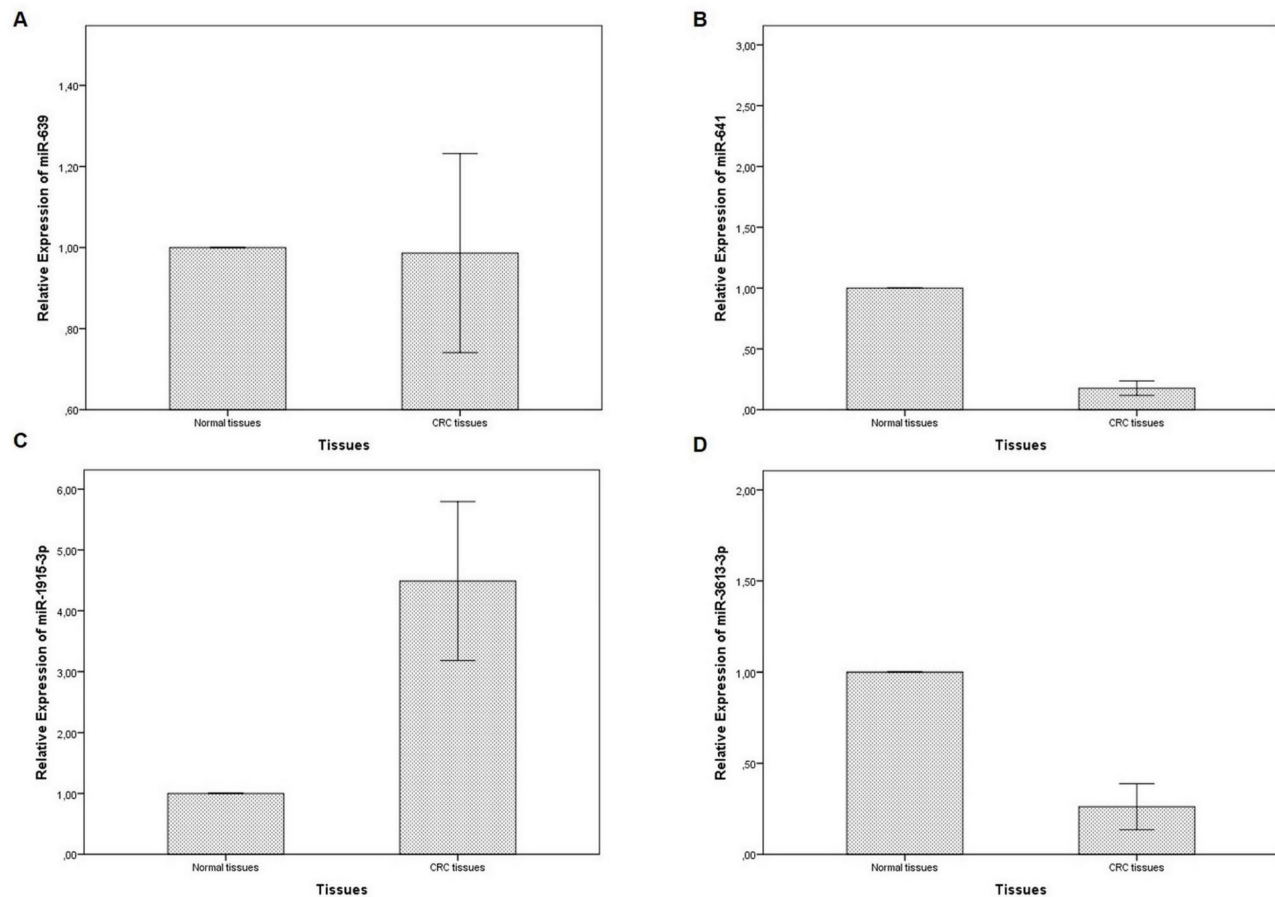 A
Relative Expression of miR-639
1,40
1,20
1,00
,80
,60
Normal tissues
CRC tissues
Tissues
B
Relative Expression of miR-641
3,00
2,50
2,00
1,50
1,00
,50
,00
Normal tissues
CRC tissues
Tissues
C
Relative Expression of miR-1915-3p
6,00
5,00
4,00
3,00
2,00
1,00
,00
Normal tissues
CRC tissues
Tissues
D
Relative Expression of miR-3613-3p
2,00
1,50
1,00
,50
,00
Normal tissues
CRC tissues
Tissues